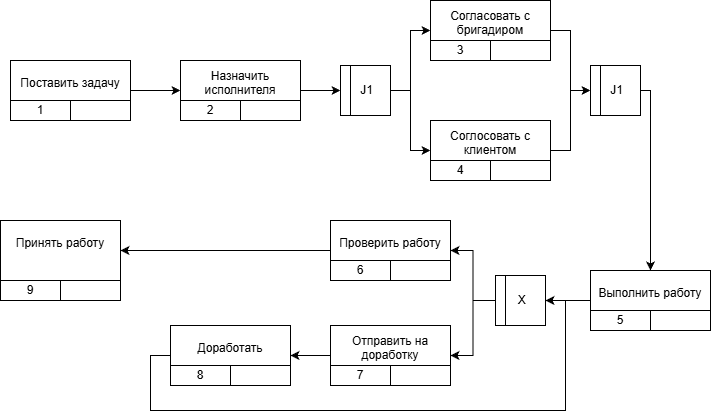 Согласовать с
бригадиром
3
Поставить задачу
1
Назначить
исполнителя
2
J1
J1
Соглосовать с
клиентом
4
Принять работу
9
Проверить работу
6
X
Выполнить работу
5
Доработать
8
Отправить на
доработку
7